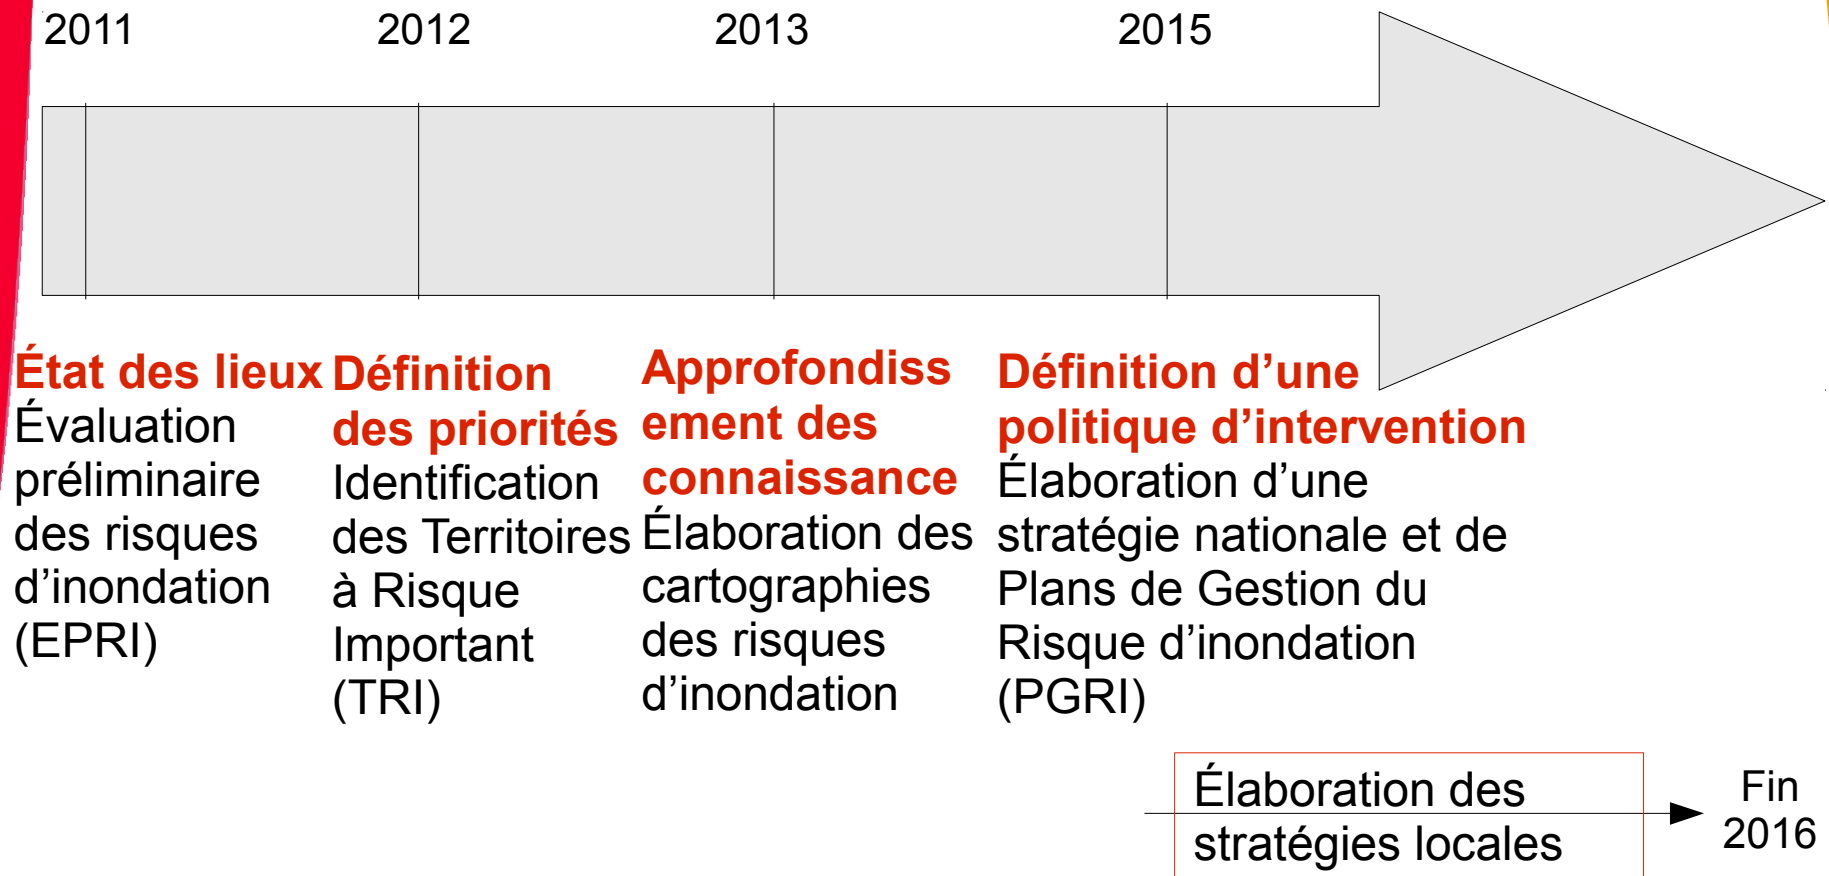 2011
2012
2013
2015
État des lieux
Évaluation
préliminaire
des risques
d’inondation
(EPRI)
Définition
des priorités
Identification
des Territoires
à Risque
Important
(TRI)
Approfondiss
ement des
connaissance
Élaboration des
cartographies
des risques
d’inondation
Définition d’une
politique d’intervention
Élaboration d’une
stratégie nationale et de
Plans de Gestion du
Risque d’inondation
(PGRI)
Élaboration des
stratégies locales
Fin
2016